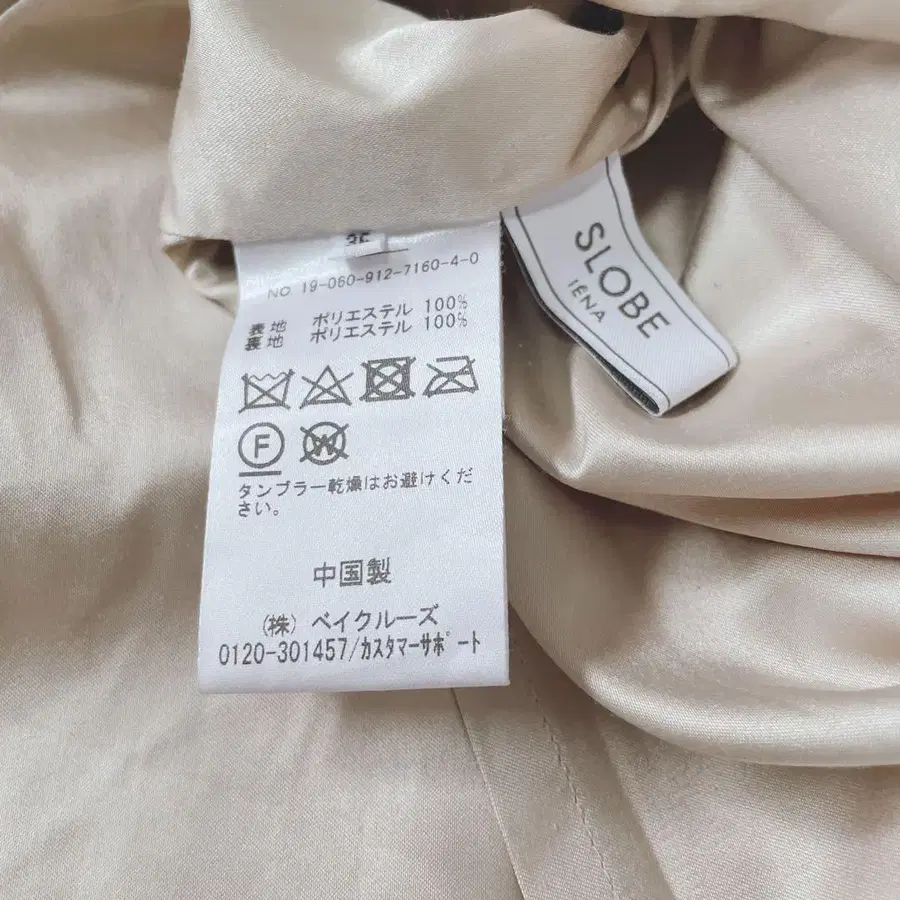 NO 19-060-912-7160-4-0
表地 ポリエステル 100%
裏地 ポリエステル 100%
F
W
タンブラー乾燥はお避けくだ
さい。
中国製
(株) ベイクルーズ
0120-301457/カスタマーサポート
SLOBE
IÉNA